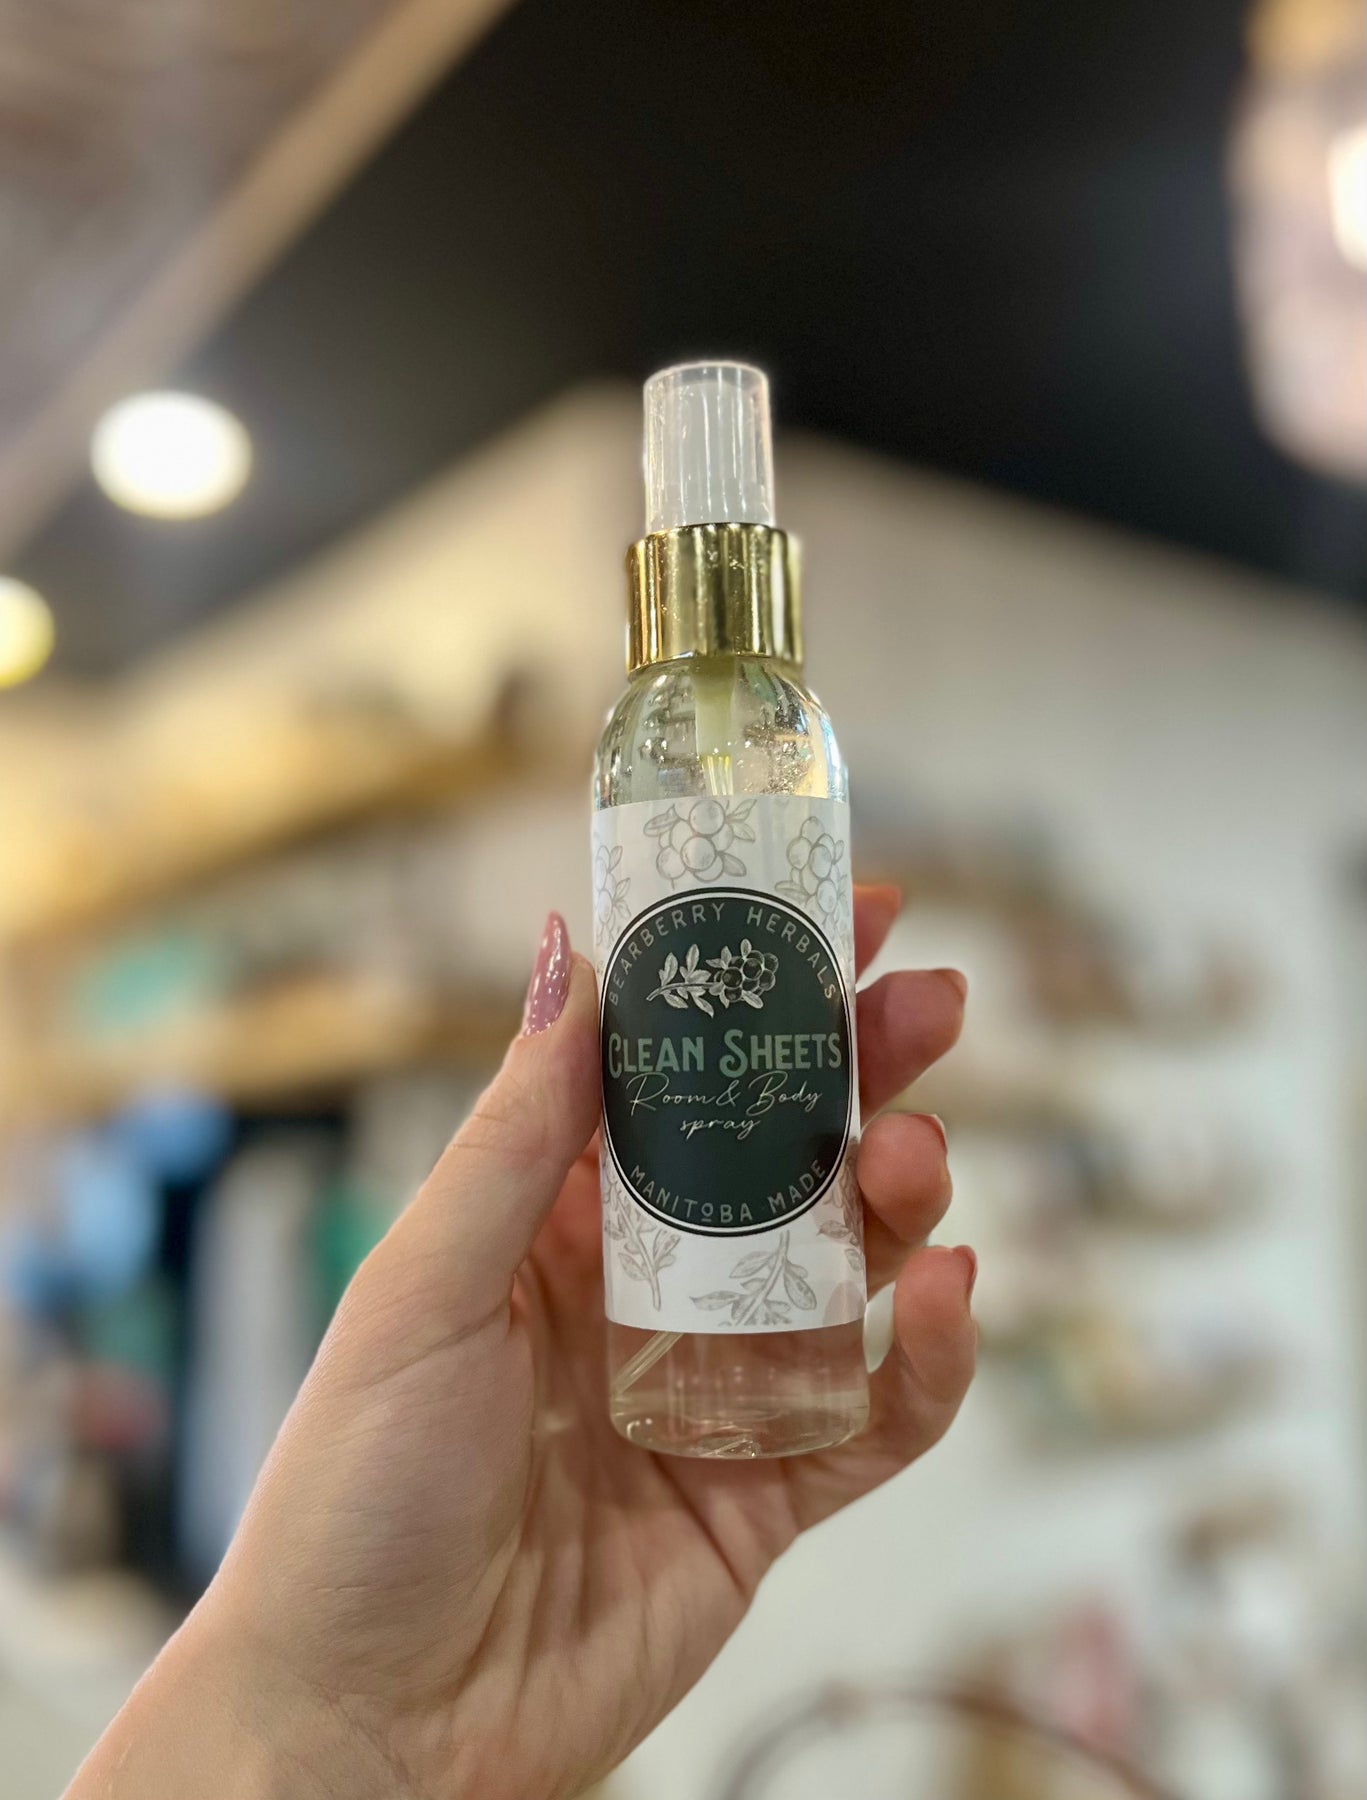 BEARBERRY HERBALS
CLEAN SHEETS
Room & Body
spray
MANITOBA MADE